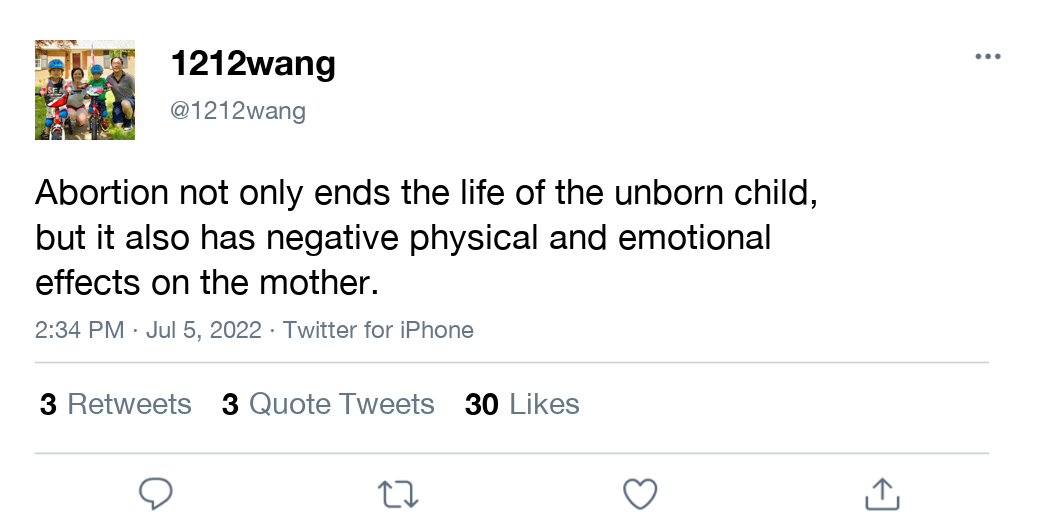 1212wang
@1212wang
Abortion not only ends the life of the unborn child,
but it also has negative physical and emotional
effects on the mother.
2:34 PM · Jul 5, 2022 · Twitter for iPhone
3 Retweets 3 Quote Tweets 30 Likes